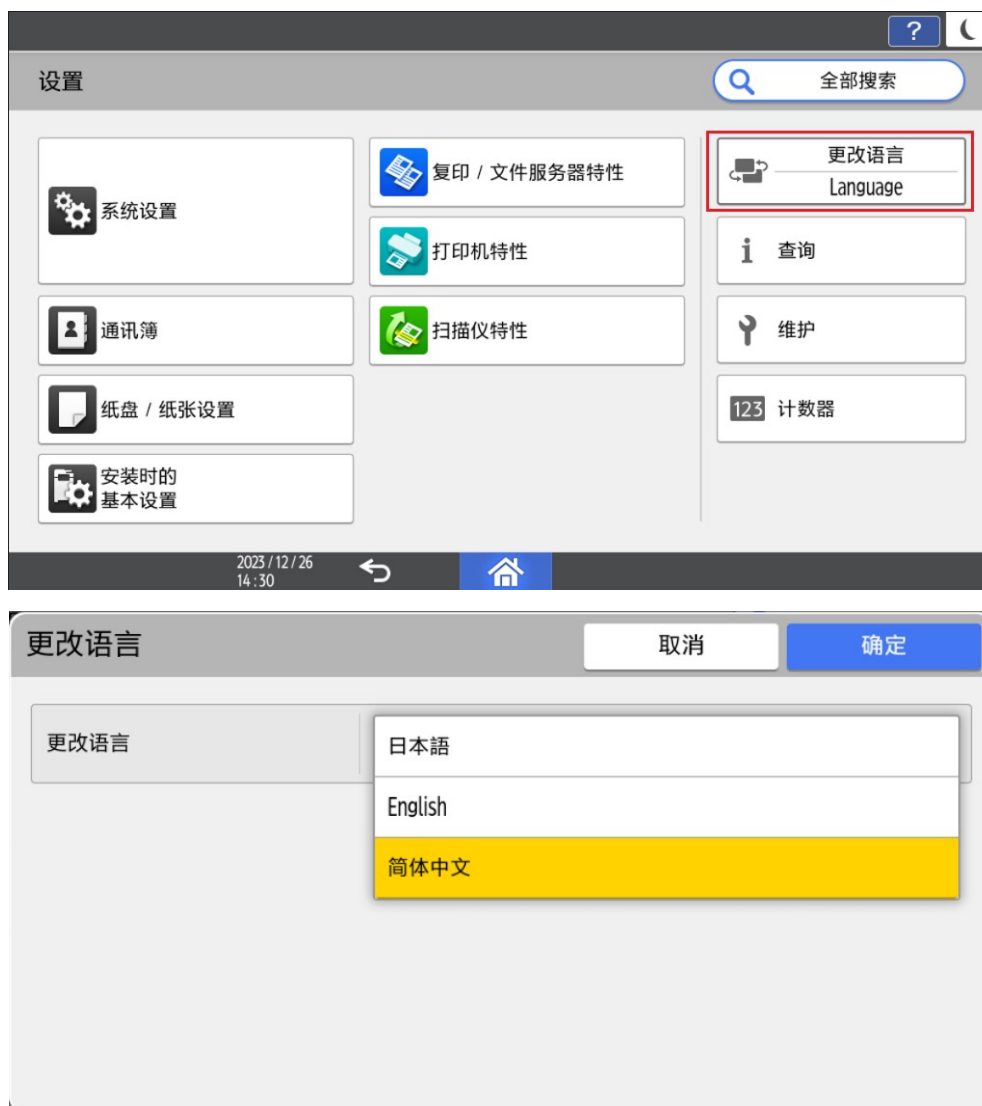 ?
设置
全部搜索
系统设置
复印 / 文件服务器特性
更改语言
Language
打印机特性
i 查询
通讯簿
扫描仪特性
维护
纸盘 / 纸张设置
123 计数器
安装时的
基本设置
2023 / 12 / 26
14 : 30
更改语言
取消
确定
更改语言
日本語
English
简体中文